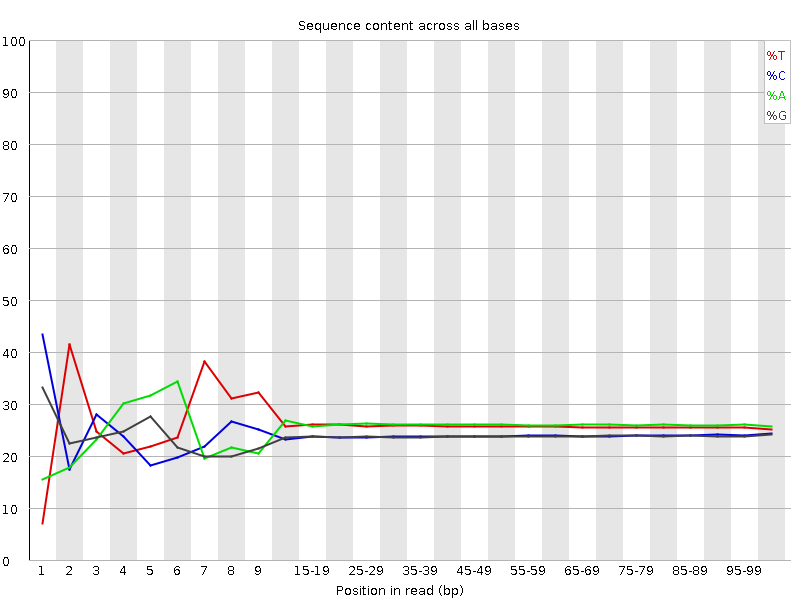 Sequence content across all bases
100
90
80
70
60
50
40
30
20
10
0
%T
%C
%A
%G
1 2 3 4 5 6 7 8 9 15-19 25-29 35-39 45-49 55-59 65-69 75-79 85-89 95-99
Position in read (bp)